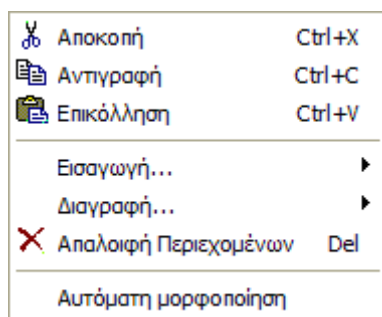 Αποκοπή Ctrl+X
Αντιγραφή Ctrl+C
Επικόλληση Ctrl+V
Εισαγωγή...
Διαγραφή...
Απαλοιφή Περιεχομένων Del
Αυτόματη μορφοποίηση